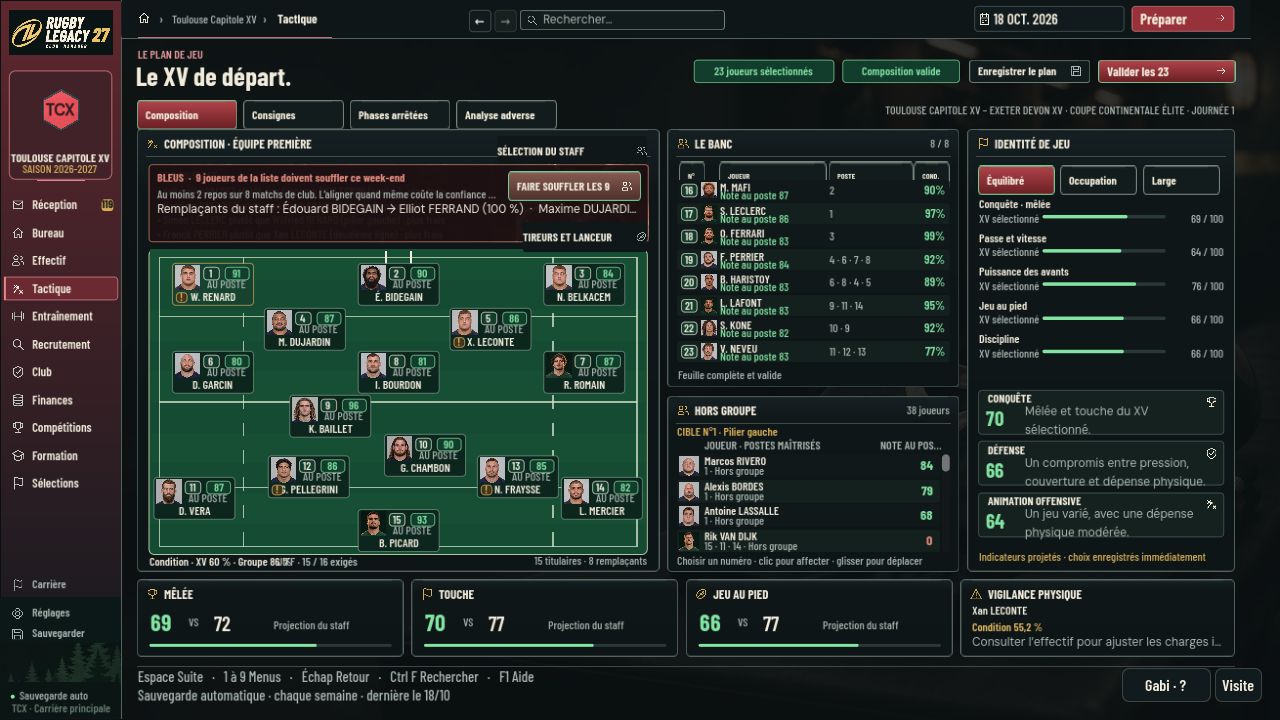 RUGBY
LEGACY 27
CLUB MANAGER
Toulouse Capitole XV › Tactique
Rechercher...
18 OCT. 2026
Préparer
LE PLAN DE JEU
Le XV de départ.
23 joueurs sélectionnés
Composition valide
Enregistrer le plan
Valider les 23
TCX
TOULOUSE CAPITOLE XV
SAISON 2026-2027
Composition
Consignes
Phases arrêtées
Analyse adverse
TOULOUSE CAPITOLE XV – EXETER DEVON XV · COUPE CONTINENTALE ÉLITE · JOURNÉE 1
Réception
119
Bureau
Effectif
Tactique
Entraînement
Recrutement
Club
Finances
Compétitions
Formation
Sélections
Carrière
Réglages
Sauvegarder
Sauvegarde auto
TCX · Carrière principale
COMPOSITION · ÉQUIPE PREMIÈRE
SÉLECTION DU STAFF
BLEUS · 9 joueurs de la liste doivent souffler ce week-end
Au moins 2 repos sur 8 matchs de club. L'aligner quand même coûte la confiance ...
FAIRE SOUFFLER LES 9
Remplaçants du staff : Édouard BIDEGAIN → Elliot FERRAND (100 %) · Maxime DUJARDI...
TIREURS ET LANCEUR
1 91
AU POSTE
W. RENARD
2 90
AU POSTE
É. BIDEGAIN
3 84
AU POSTE
N. BELKACEM
4 87
AU POSTE
M. DUJARDIN
5 86
AU POSTE
X. LECONTE
6 80
AU POSTE
D. GARCIN
8 81
AU POSTE
I. BOURDON
7 87
AU POSTE
R. ROMAIN
9 96
AU POSTE
K. BAILLET
10 90
AU POSTE
G. CHAMBON
12 86
AU POSTE
S. PELLEGRINI
13 85
AU POSTE
N. FRAYSSE
11 87
AU POSTE
D. VERA
14 82
AU POSTE
L. MERCIER
15 93
AU POSTE
B. PICARD
Condition · XV 60 % · Groupe 15 / 16 exigés
15 titulaires · 8 remplaçants
LE BANC
8 / 8
N° JOUEUR POSTE COND.
16 M. MAFI 2 90%
Note au poste 87
17 S. LECLERC 1 97%
Note au poste 86
18 O. FERRARI 3 99%
Note au poste 83
19 F. PERRIER 4 · 6 · 7 · 8 92%
Note au poste 84
20 B. HARISTOY 6 · 8 · 4 · 5 89%
Note au poste 83
21 L. LAFONT 9 · 11 · 14 95%
Note au poste 83
22 S. KONE 10 · 9 92%
Note au poste 82
23 V. NEVEU 11 · 12 · 13 77%
Note au poste 83
Feuille complète et valide
HORS GROUPE
38 joueurs
CIBLE N°1 · Pilier gauche
JOUEUR · POSTES MAÎTRISÉS NOTE AU POS...
Marcos RIVERO 84
1 · Hors groupe
Alexis BORDES 79
1 · Hors groupe
Antoine LASSALLE 68
1 · Hors groupe
Rik VAN DIJK 0
15 · 11 · 14 · Hors groupe
Choisir un numéro · clic pour affecter · glisser pour déplacer
IDENTITÉ DE JEU
Équilibré
Occupation
Large
Conquête · mêlée
XV sélectionné 69 / 100
Passe et vitesse
XV sélectionné 64 / 100
Puissance des avants
XV sélectionné 76 / 100
Jeu au pied
XV sélectionné 66 / 100
Discipline
XV sélectionné 66 / 100
CONQUÊTE
70 Mêlée et touche du XV
sélectionné.
DÉFENSE
66 Un compromis entre pression,
couverture et dépense physique.
ANIMATION OFFENSIVE
64 Un jeu varié, avec une dépense
physique modérée.
Indicateurs projetés · choix enregistrés immédiatement
MÊLÉE
69 VS 72 Projection du staff
TOUCHE
70 VS 77 Projection du staff
JEU AU PIED
66 VS 77 Projection du staff
VIGILANCE PHYSIQUE
Xan LECONTE
Condition 55,2 %
Consulter l'effectif pour ajuster les charges i...
Espace Suite · 1 à 9 Menus · Échap Retour · Ctrl F Rechercher · F1 Aide
Sauvegarde automatique · chaque semaine · dernière le 18/10
Gabi · ?
Visite